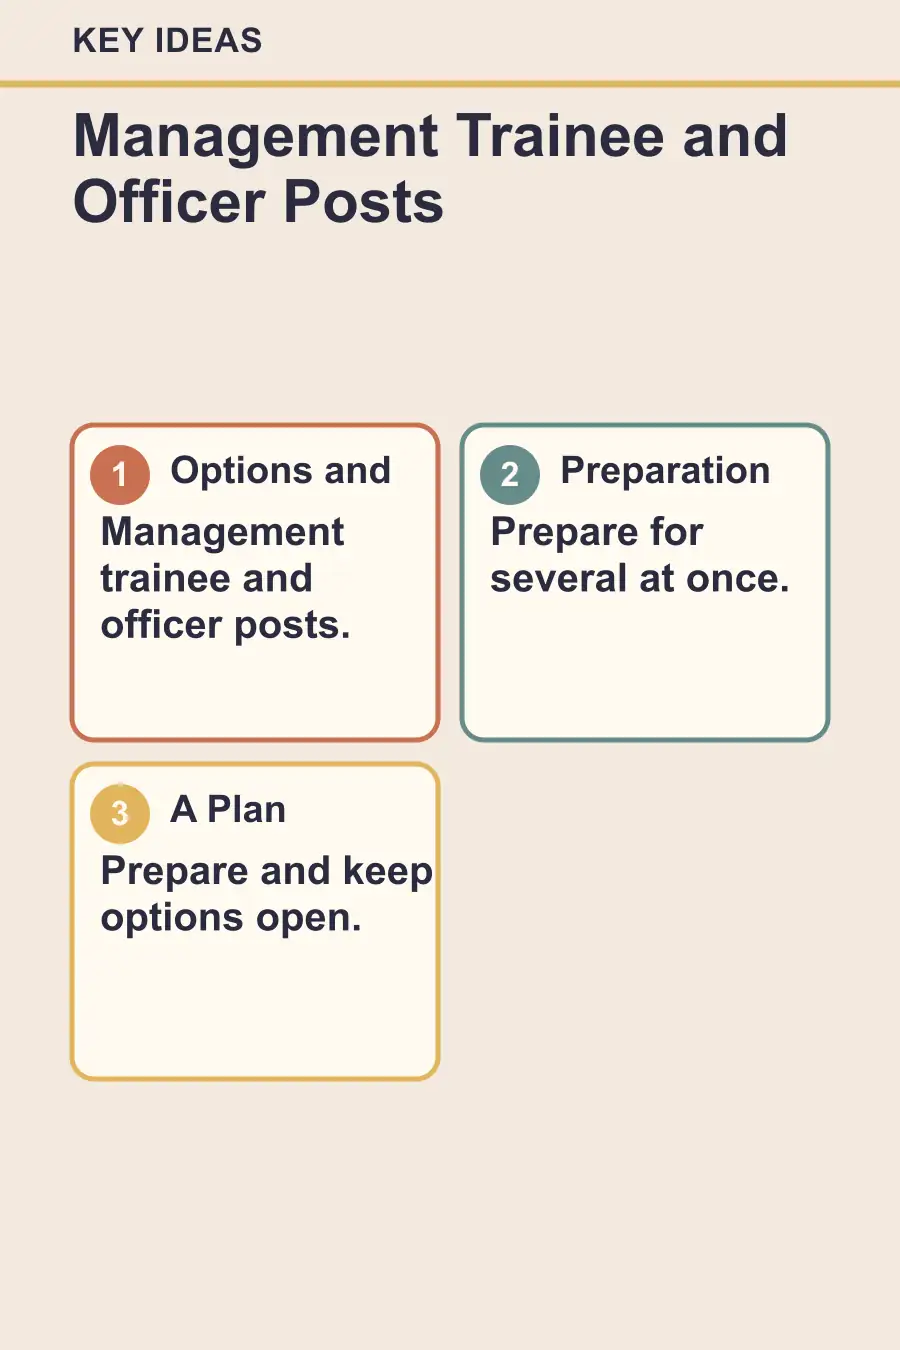 KEY IDEAS
Management Trainee and
Officer Posts
1 Options and
Management
trainee and
officer posts.
2 Preparation
Prepare for
several at once.
3 A Plan
Prepare and keep
options open.